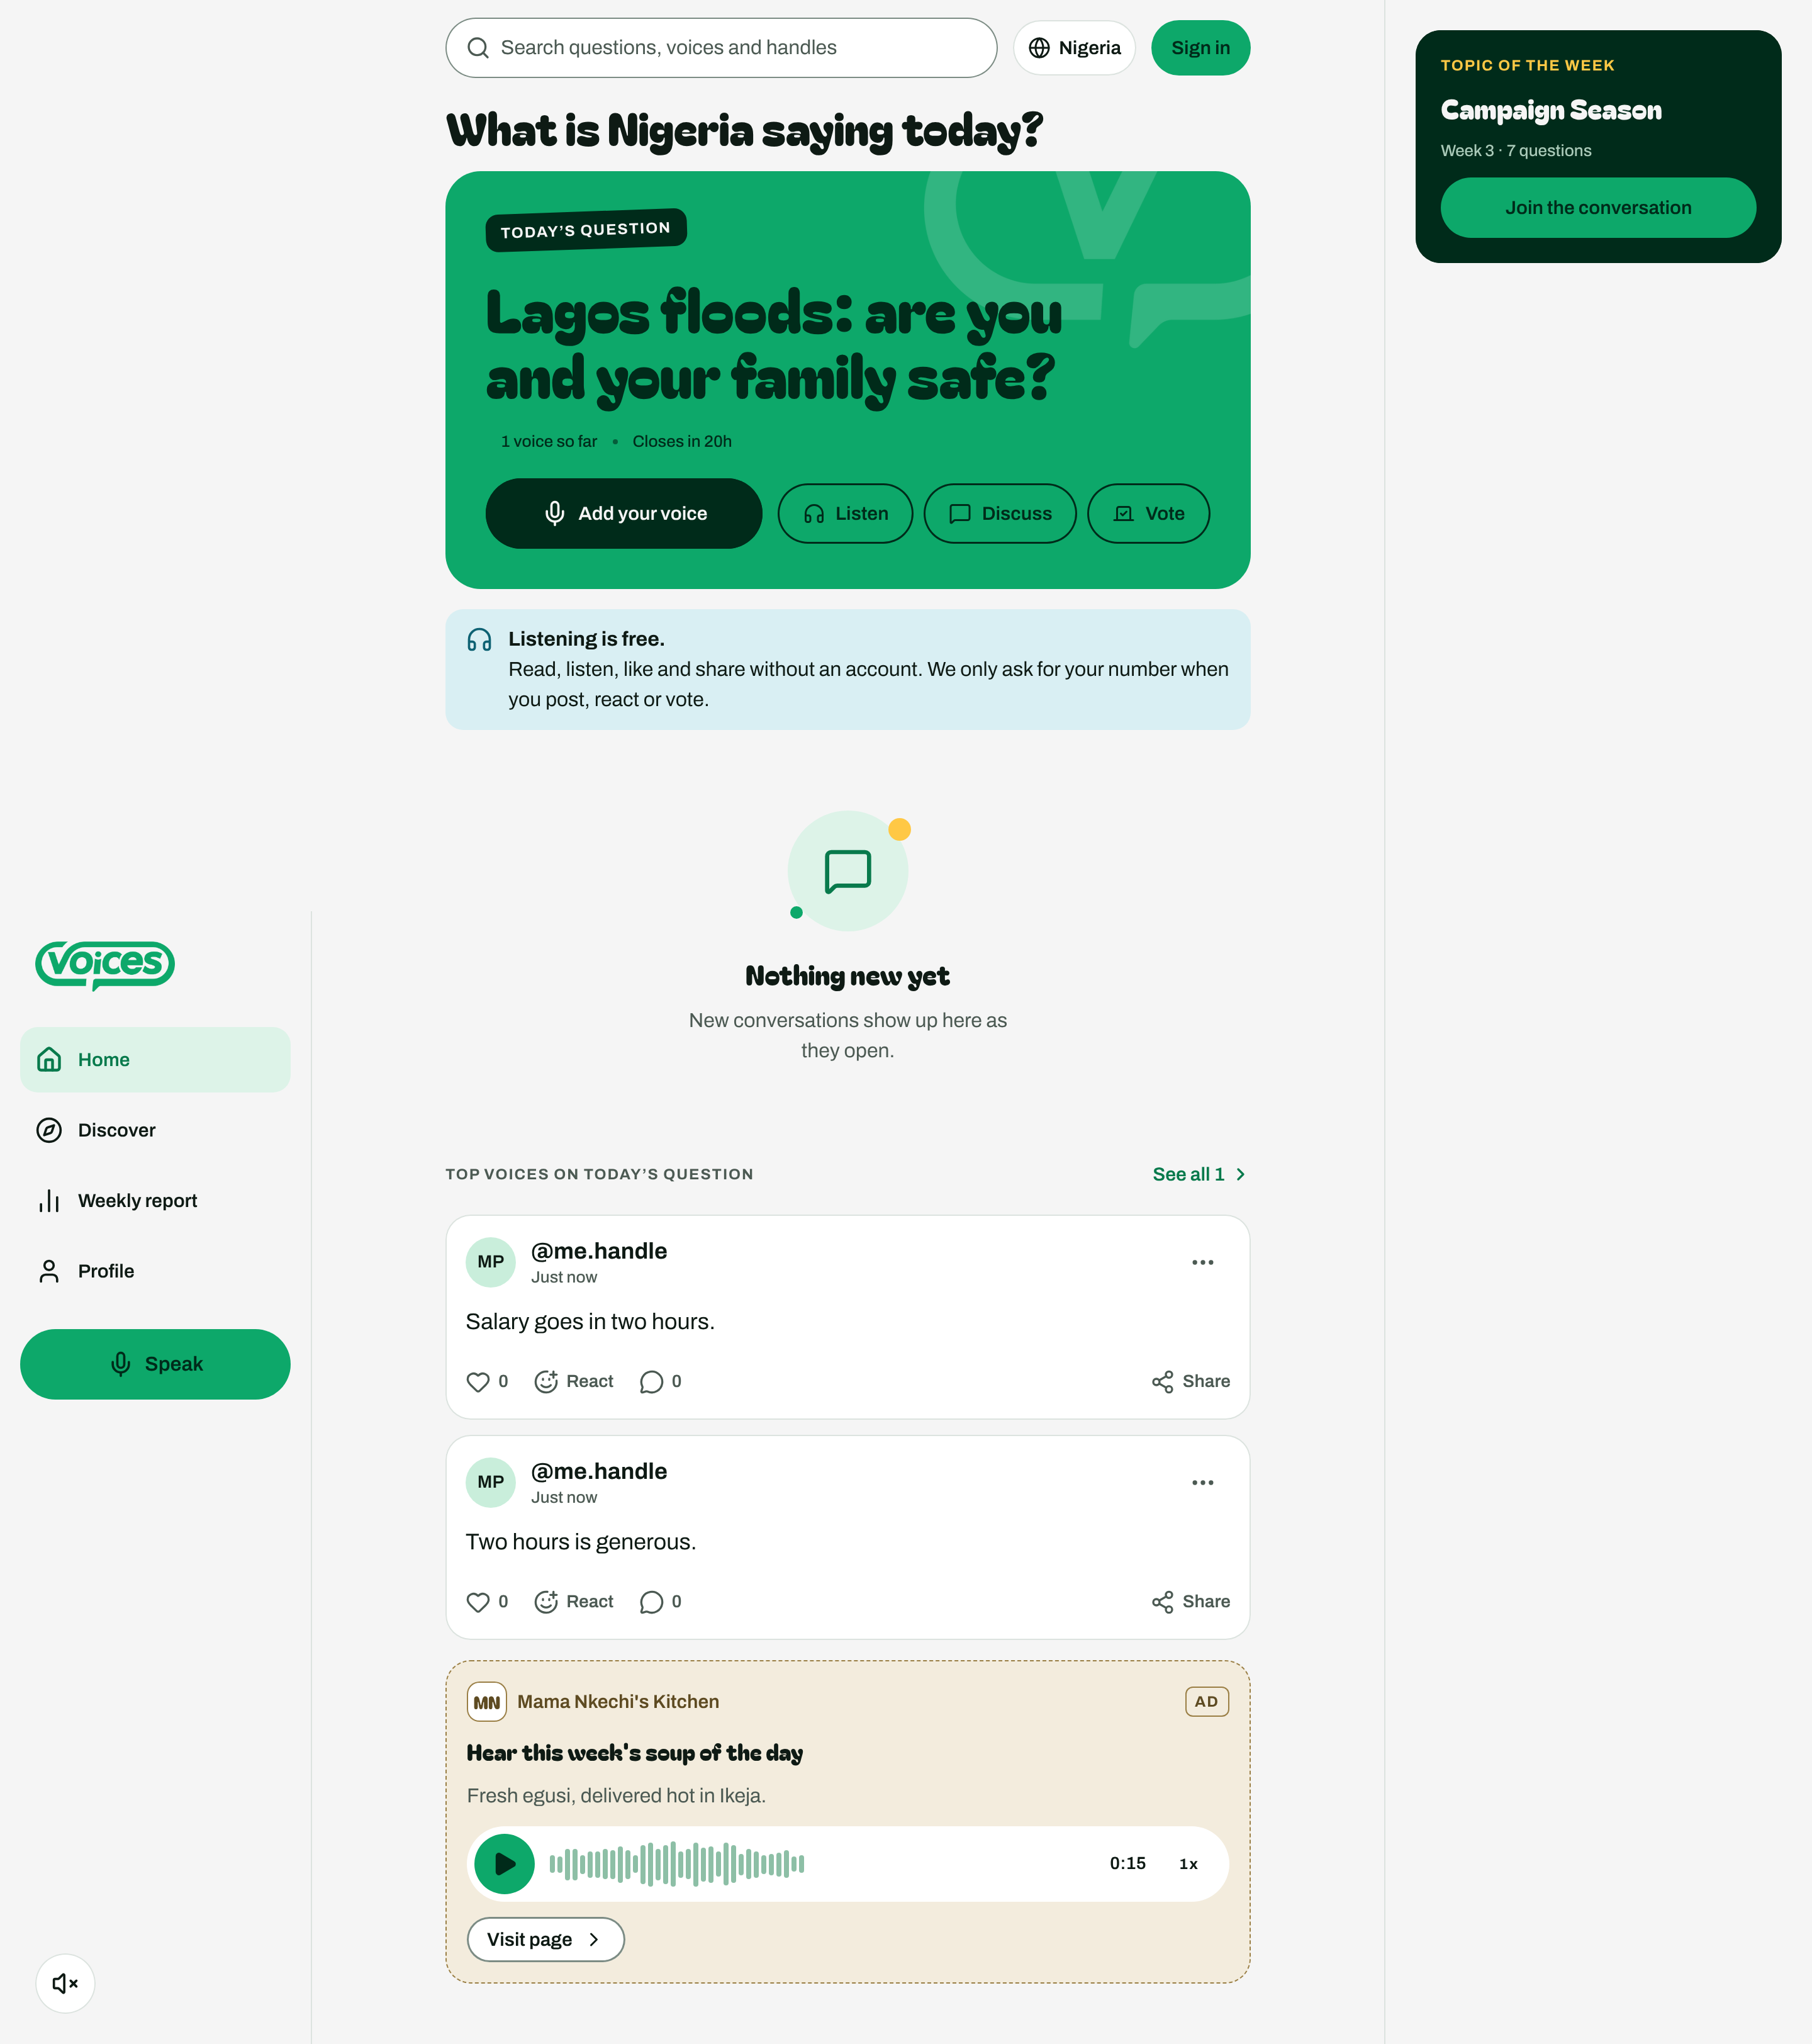 Search questions, voices and handles
Nigeria
Sign in
What is Nigeria saying today?
TODAY’S QUESTION
Lagos floods: are you
and your family safe?
1 voice so far • Closes in 20h
Add your voice
Listen
Discuss
Vote
Listening is free.
Read, listen, like and share without an account. We only ask for your number when
you post, react or vote.
Nothing new yet
New conversations show up here as
they open.
TOP VOICES ON TODAY’S QUESTION
See all 1
MP
@me.handle
Just now
Salary goes in two hours.
0
React
0
Share
MP
@me.handle
Just now
Two hours is generous.
0
React
0
Share
MN
Mama Nkechi's Kitchen
AD
Hear this week's soup of the day
Fresh egusi, delivered hot in Ikeja.
0:15
1x
Visit page
voices
Home
Discover
Weekly report
Profile
Speak
TOPIC OF THE WEEK
Campaign Season
Week 3 · 7 questions
Join the conversation